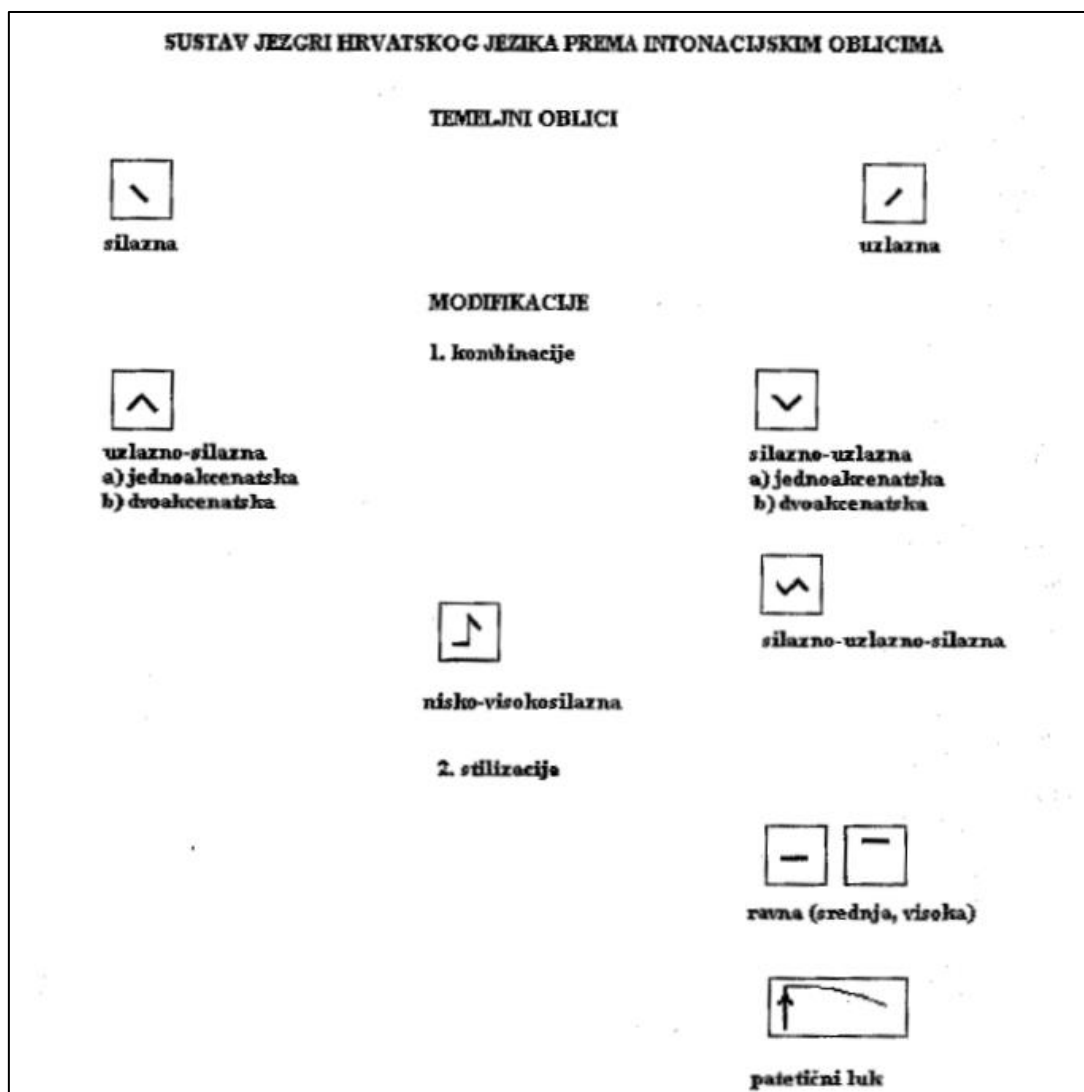 SUSTAV JEZGRI HRVATSKOG JEZIKA PREMA INTONACIJSKIM OBLICIMA
TEMELJNI OBLICI
silazna
uzlazna
MODIFIKACIJE
1. kombinacije
uzlazno-silazna
a) jednoakcenatska
b) dvoakcenatska
silazno-uzlazna
a) jednoakcenatska
b) dvoakcenatska
silazno-uzlazno-silazna
nisko-visokosilazna
2. stilizacije
ravna (srednja, visoka)
patetični luk